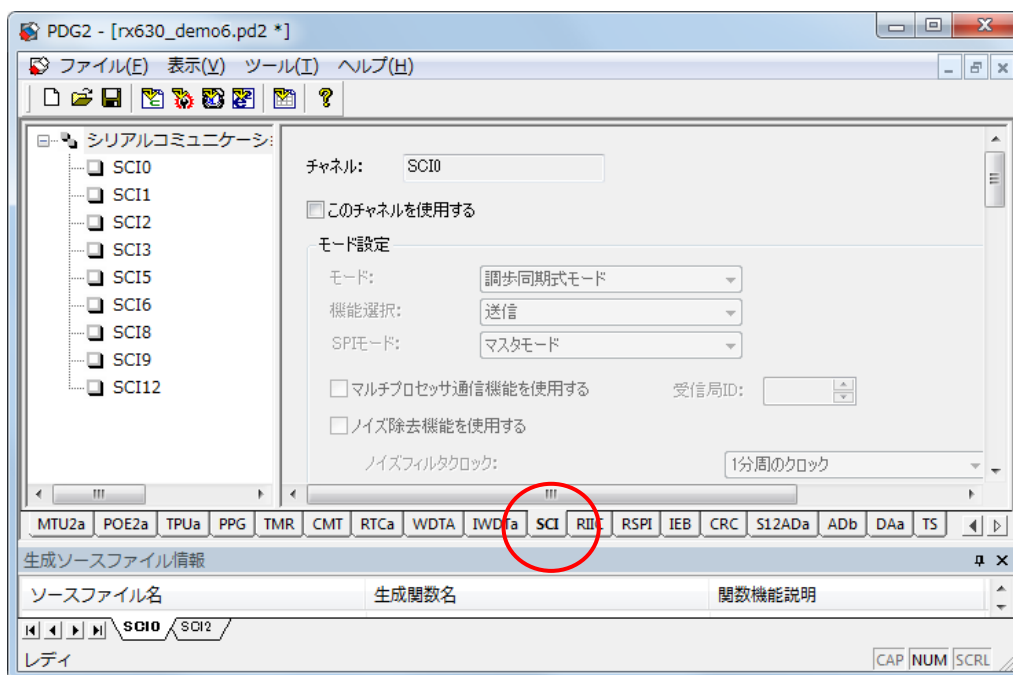 PDG2 - [rx630_demo6.pd2 *]
ファイル(F) 表示(V) ツール(T) ヘルプ(H)
シリアルコミュニケーショ
SCI0
SCI1
SCI2
SCI3
SCI5
SCI6
SCI8
SCI9
SCI12
チャネル: SCI0
このチャネルを使用する
モード設定
モード: 調歩同期式モード
機能選択: 送信
SPIモード: マスタモード
マルチプロセッサ通信機能を使用する 受信局ID:
ノイズ除去機能を使用する
ノイズフィルタクロック: 1分周のクロック
MTU2a POE2a TPUa PPG TMR CMT RTCa WDTA IWDTa SCI RIIC RSPI IEB CRC S12ADa ADb DAa TS
生成ソースファイル情報
ソースファイル名 生成関数名 関数機能説明
SCI0 SCI2
レディ CAP NUM SCRL